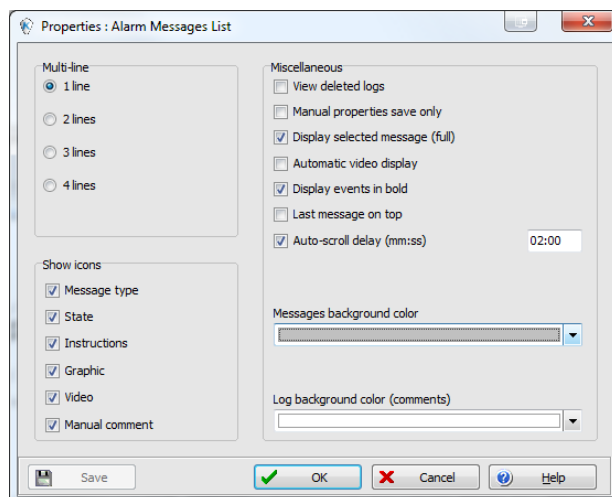 Properties : Alarm Messages List
Multi-line
1 line
2 lines
3 lines
4 lines
Show icons
Message type
State
Instructions
Graphic
Video
Manual comment
Miscellaneous
View deleted logs
Manual properties save only
Display selected message (full)
Automatic video display
Display events in bold
Last message on top
Auto-scroll delay (mm:ss) 02:00
Messages background color
Log background color (comments)
Save OK Cancel Help